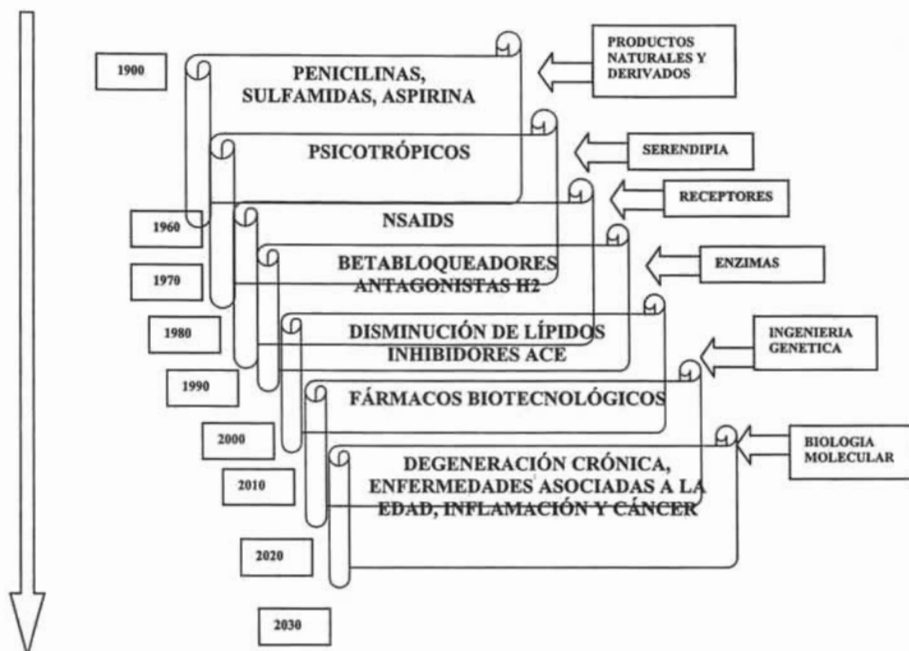 1900
PENICILINAS,
SULFAMIDAS, ASPIRINA
PRODUCTOS
NATURALES Y
DERIVADOS
PSICOTRÓPICOS
SERENDIPIA
RECEPTORES
1960
NSAIDS
1970
BETABLOQUEADORES
ANTAGONISTAS H2
ENZIMAS
1980
DISMINUCIÓN DE LÍPIDOS
INHIBIDORES ACE
INGENIERIA
GENETICA
1990
FÁRMACOS BIOTECNOLÓGICOS
2000
BIOLOGIA
MOLECULAR
2010
DEGENERACIÓN CRÓNICA,
ENFERMEDADES ASOCIADAS A LA
EDAD, INFLAMACIÓN Y CÁNCER
2020
2030